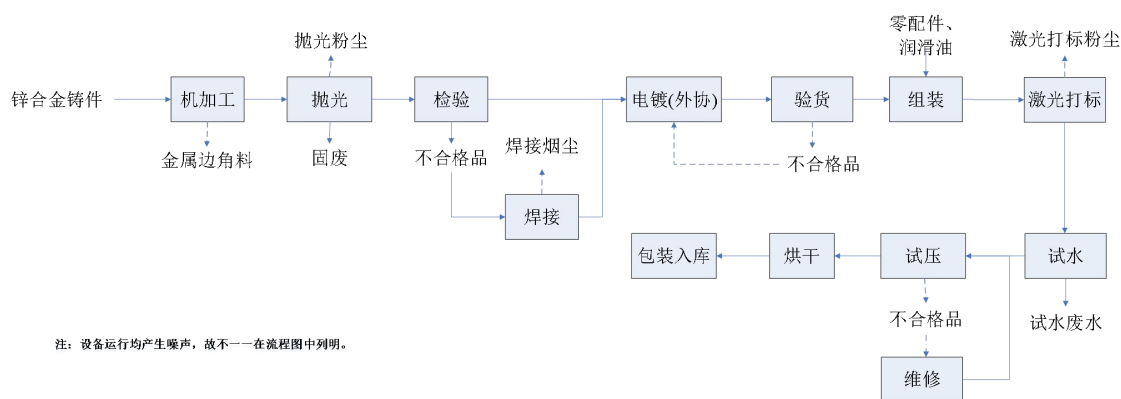 抛光粉尘
零配件、
润滑油
激光打标粉尘
锌合金铸件
机加工
抛光
检验
电镀(外协)
验货
组装
激光打标
金属边角料
固废
不合格品
焊接烟尘
不合格品
焊接
包装入库
烘干
试压
试水
不合格品
试水废水
注：设备运行均产生噪声，故不一一在流程图中列明。
维修